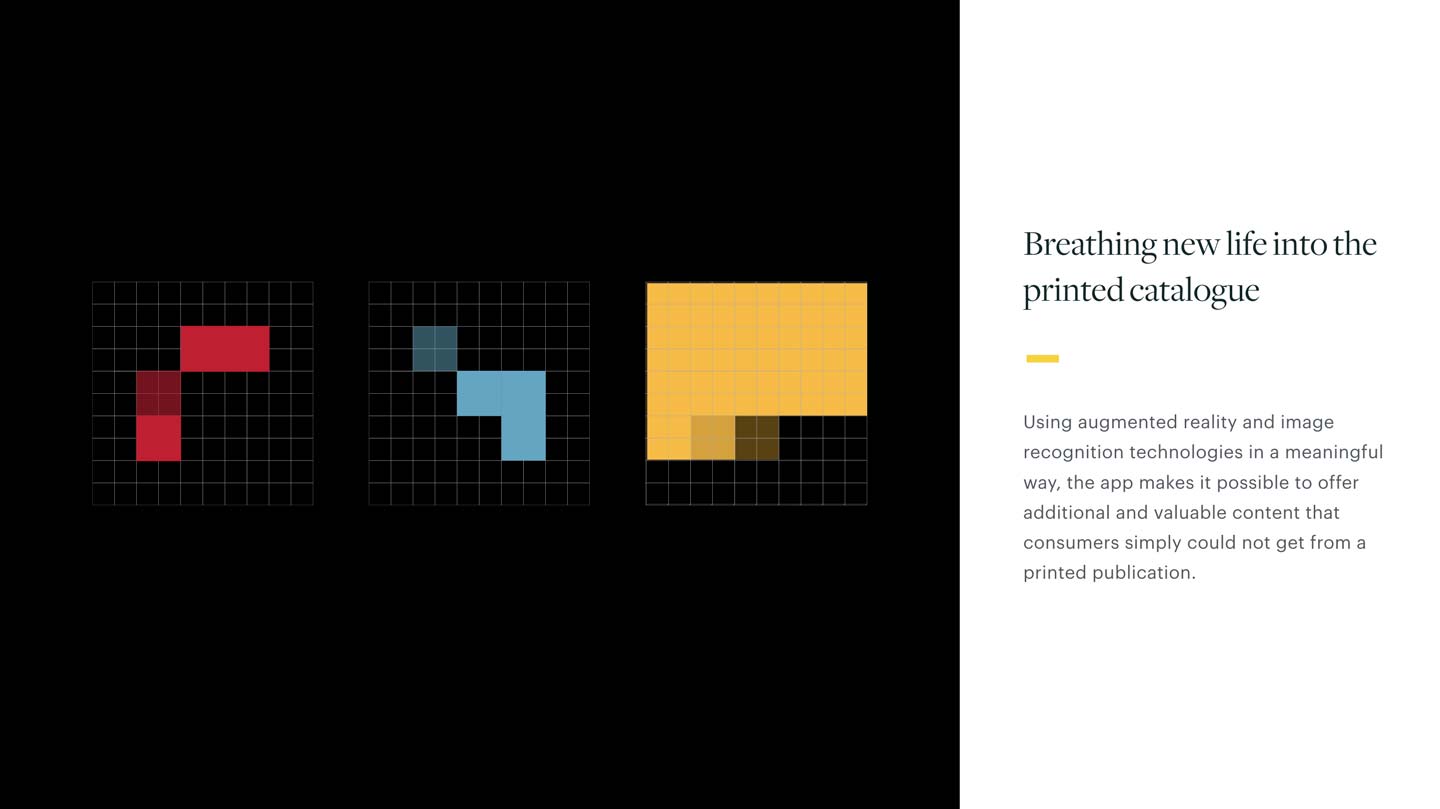 Breathing new life into the
printed catalogue
Using augmented reality and image
recognition technologies in a meaningful
way, the app makes it possible to offer
additional and valuable content that
consumers simply could not get from a
printed publication.